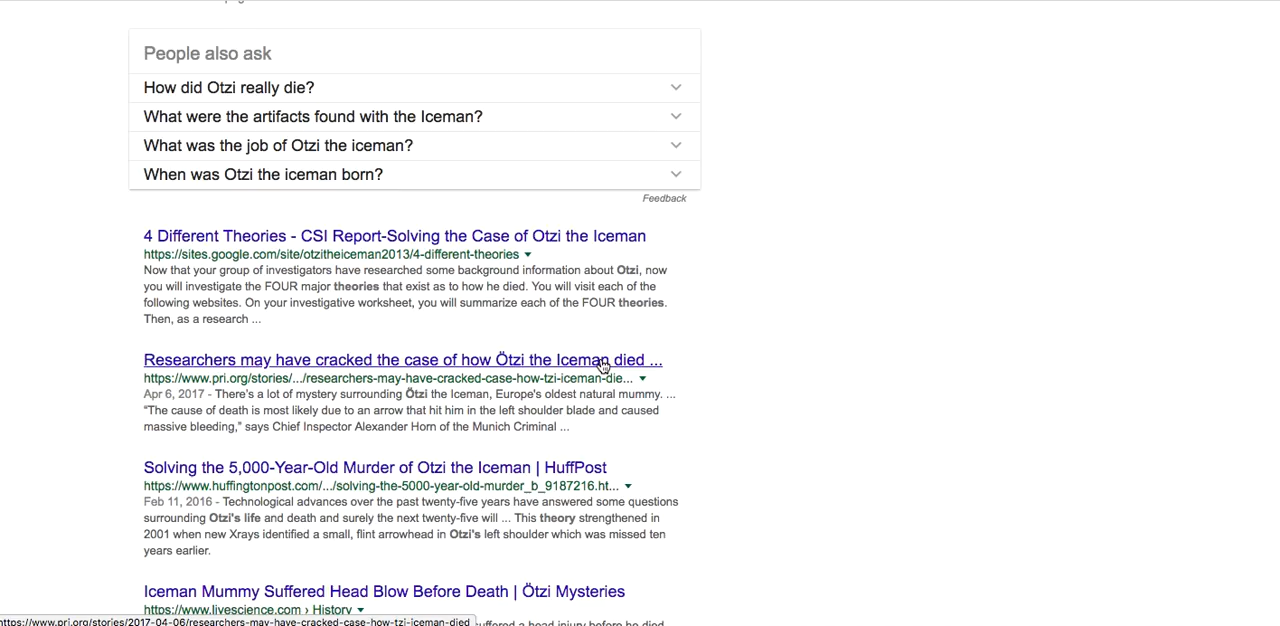 People also ask
How did Otzi really die?
What were the artifacts found with the Iceman?
What was the job of Otzi the iceman?
When was Otzi the iceman born?
Feedback
4 Different Theories - CSI Report-Solving the Case of Otzi the Iceman
https://sites.google.com/site/otzitheiceman2013/4-different-theories
Now that your group of investigators have researched some background information about Otzi, now
you will investigate the FOUR major theories that exist as to how he died. You will visit each of the
following websites. On your investigative worksheet, you will summarize each of the FOUR theories.
Then, as a research ...
Researchers may have cracked the case of how Ötzi the Iceman died ...
https://www.pri.org/stories/.../researchers-may-have-cracked-case-how-tzi-iceman-die...
Apr 6, 2017 - There's a lot of mystery surrounding Ötzi the Iceman, Europe's oldest natural mummy. ...
"The cause of death is most likely due to an arrow that hit him in the left shoulder blade and caused
massive bleeding," says Chief Inspector Alexander Horn of the Munich Criminal ...
Solving the 5,000-Year-Old Murder of Otzi the Iceman | HuffPost
https://www.huffingtonpost.com/.../solving-the-5000-year-old-murder_b_9187216.ht...
Feb 11, 2016 - Technological advances over the past twenty-five years have answered some questions
surrounding Otzi's life and death and surely the next twenty-five will ... This theory strengthened in
2001 when new Xrays identified a small, flint arrowhead in Otzi's left shoulder which was missed ten
years earlier.
Iceman Mummy Suffered Head Blow Before Death | Ötzi Mysteries
https://www.livescience.com › History
https://www.pri.org/stories/2017-04-06/researchers-may-have-cracked-case-how-tzi-iceman-died
uffered a head injury before he died